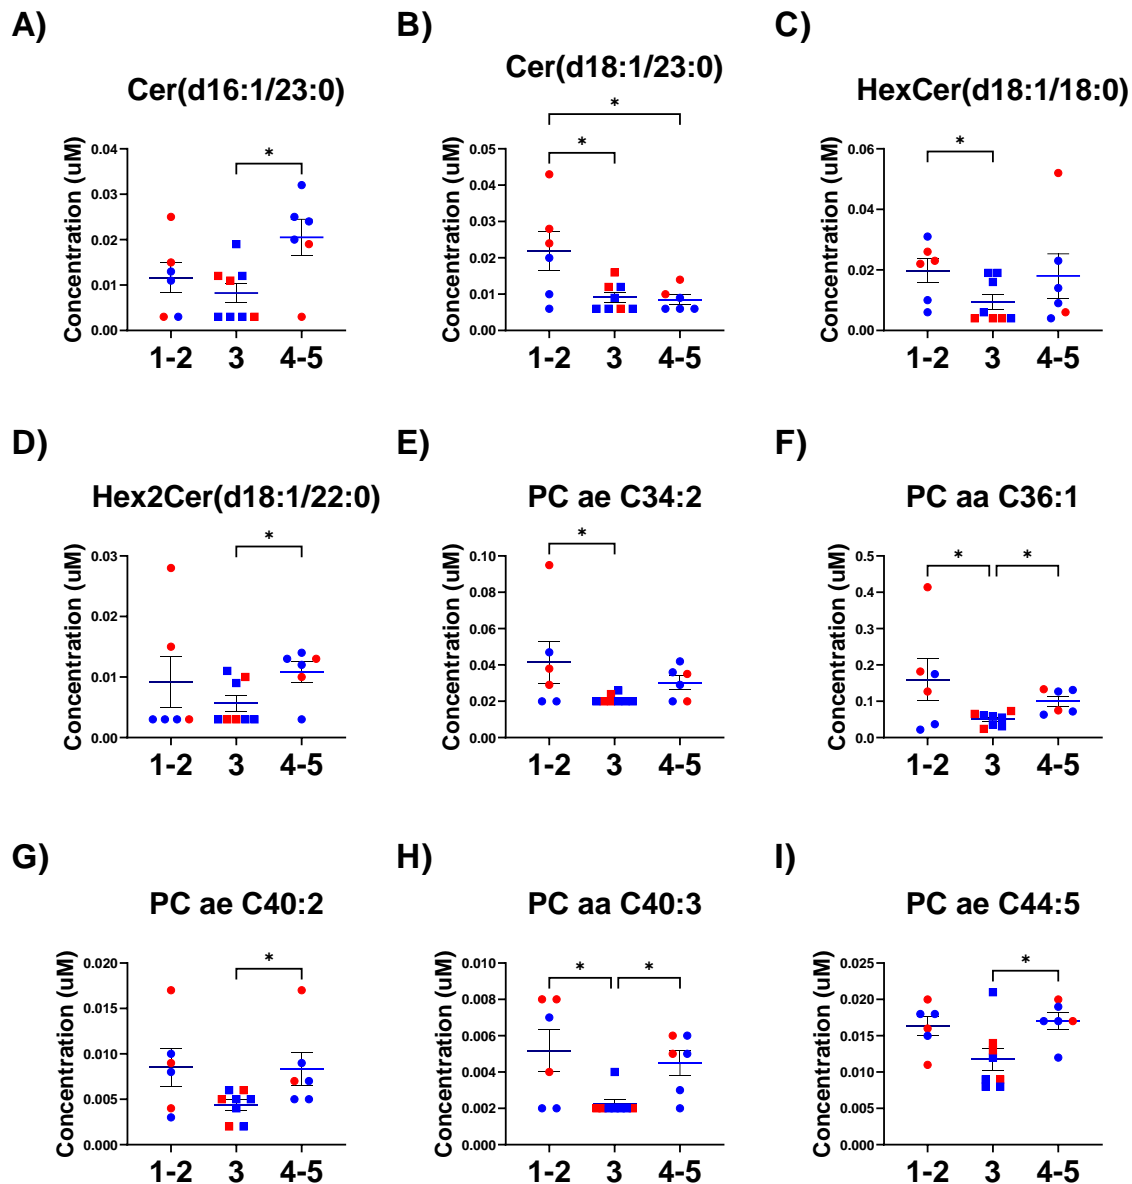 A)
B)
C)
Cer(d16:1/23:0)
Cer(d18:1/23:0)
HexCer(d18:1/18:0)
Concentration (uM)
0.04
0.03
0.02
0.01
0.00
*
1-2 3 4-5
Concentration (uM)
0.05
0.04
0.03
0.02
0.01
0.00
*
*
1-2 3 4-5
Concentration (uM)
0.06
0.04
0.02
0.00
*
1-2 3 4-5
D)
E)
F)
Hex2Cer(d18:1/22:0)
PC ae C34:2
PC aa C36:1
Concentration (uM)
0.03
0.02
0.01
0.00
*
1-2 3 4-5
Concentration (uM)
0.10
0.08
0.06
0.04
0.02
0.00
*
1-2 3 4-5
Concentration (uM)
0.5
0.4
0.3
0.2
0.1
0.0
* *
1-2 3 4-5
G)
H)
I)
PC ae C40:2
PC aa C40:3
PC ae C44:5
Concentration (uM)
0.020
0.015
0.010
0.005
0.000
*
1-2 3 4-5
Concentration (uM)
0.010
0.008
0.006
0.004
0.002
0.000
* *
1-2 3 4-5
Concentration (uM)
0.025
0.020
0.015
0.010
0.005
0.000
*
1-2 3 4-5